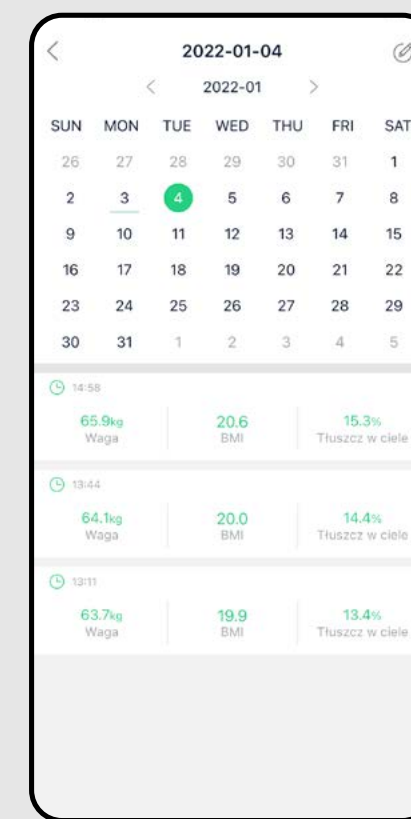 2022-01-04
2022-01
SUN MON TUE WED THU FRI SAT
26 27 28 29 30 31 1
2 3 4 5 6 7 8
9 10 11 12 13 14 15
16 17 18 19 20 21 22
23 24 25 26 27 28 29
30 31 1 2 3 4 5
14:58
65.9kg 20.6 15.3%
Waga BMI Tłuszcz w ciele
13:44
64.1kg 20.0 14.4%
Waga BMI Tłuszcz w ciele
13:11
63.7kg 19.9 13.4%
Waga BMI Tłuszcz w ciele